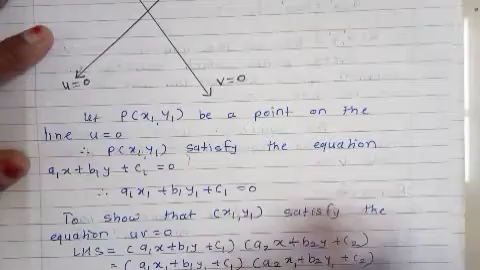 u=0
v=0
Let P(x₁, y₁) be a point on the
line u=0
∴ P(x₁, y₁) satisfy the equation
a₁x + b₁y + c₁ = 0
∴ a₁x₁ + b₁y₁ + c₁ = 0
To show that (x₁, y₁) satisfy the
equation uv=0
LHS = (a₁x + b₁y + c₁) (a₂x + b₂y + c₂)
= (a₁x₁ + b₁y₁ + c₁) (a₂x₁ + b₂y₁ + c₂)